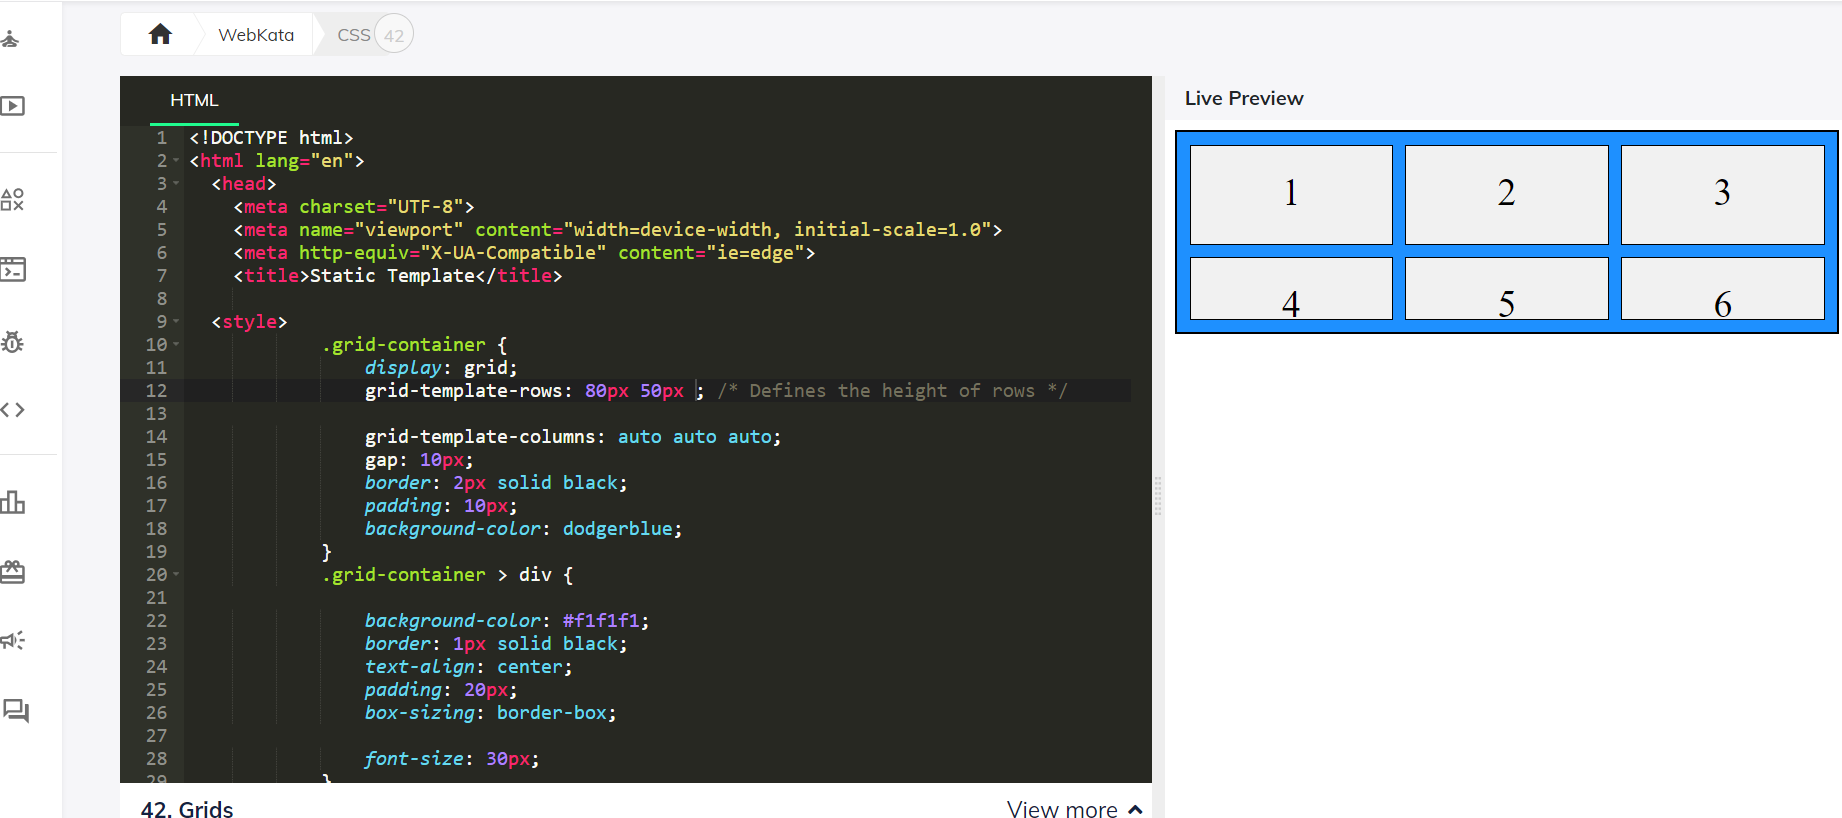 WebKata
CSS 42
HTML
1 <!DOCTYPE html>
2 <html lang="en">
3 <head>
4 <meta charset="UTF-8">
5 <meta name="viewport" content="width=device-width, initial-scale=1.0">
6 <meta http-equiv="X-UA-Compatible" content="ie=edge">
7 <title>Static Template</title>
8
9 <style>
10 .grid-container {
11 display: grid;
12 grid-template-rows: 80px 50px ; /* Defines the height of rows */
13
14 grid-template-columns: auto auto auto;
15 gap: 10px;
16 border: 2px solid black;
17 padding: 10px;
18 background-color: dodgerblue;
19 }
20 .grid-container > div {
21
22 background-color: #f1f1f1;
23 border: 1px solid black;
24 text-align: center;
25 padding: 20px;
26 box-sizing: border-box;
27
28 font-size: 30px;
29 }
42. Grids
View more
Live Preview
1 2 3
4 5 6